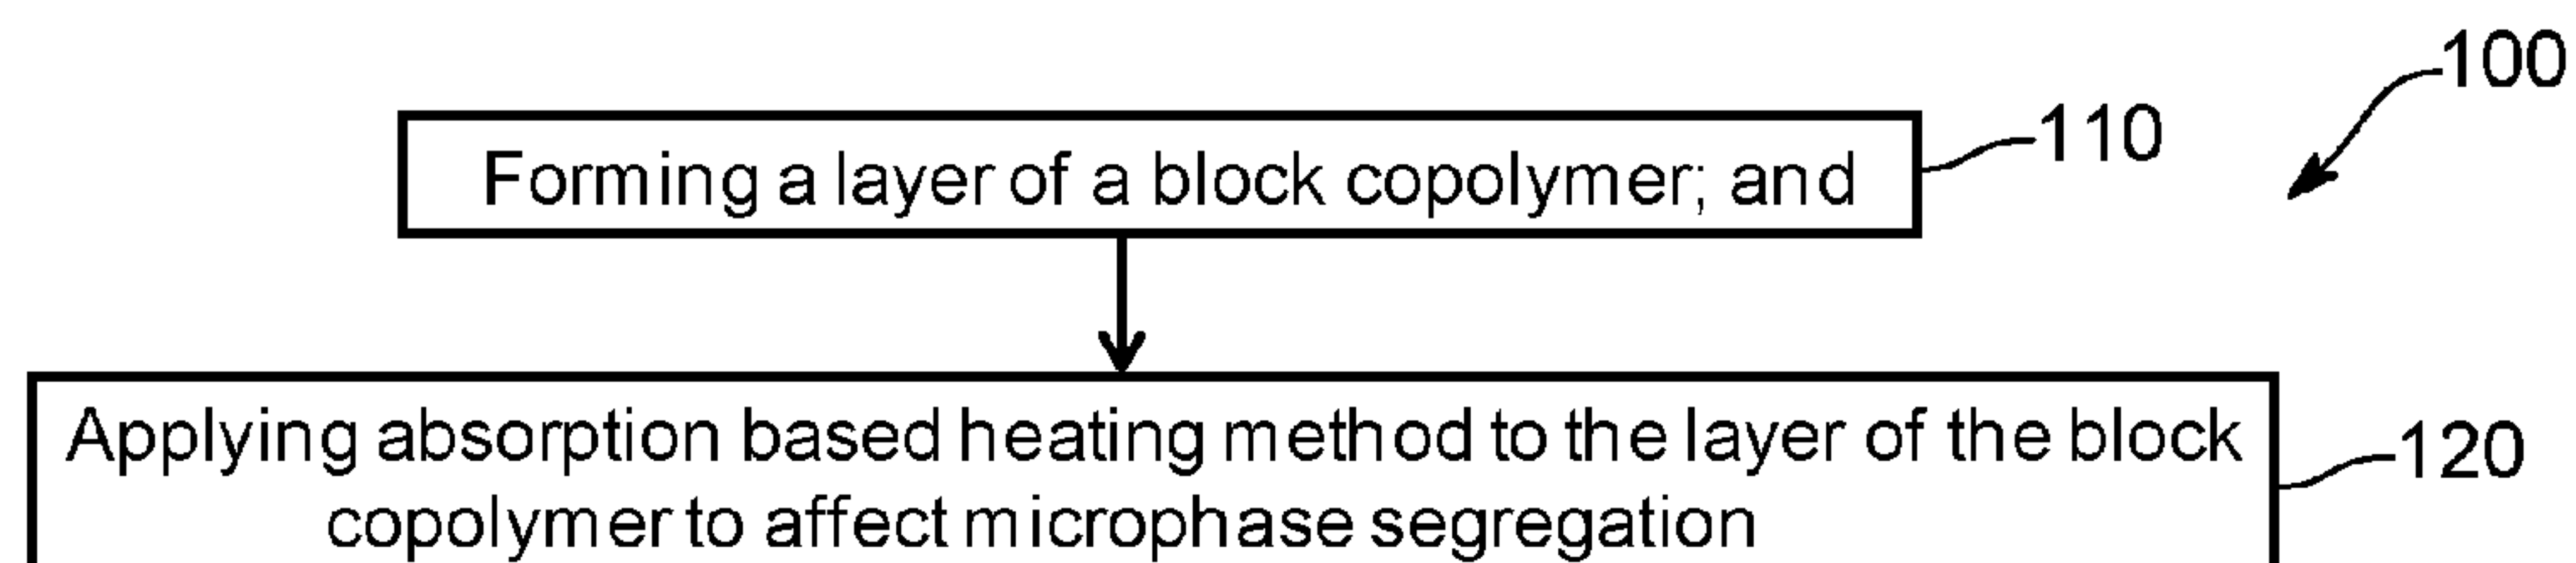 100
Forming a layer of a block copolymer; and
110
Applying absorption based heating method to the layer of the block
copolymer to affect microphase segregation
120